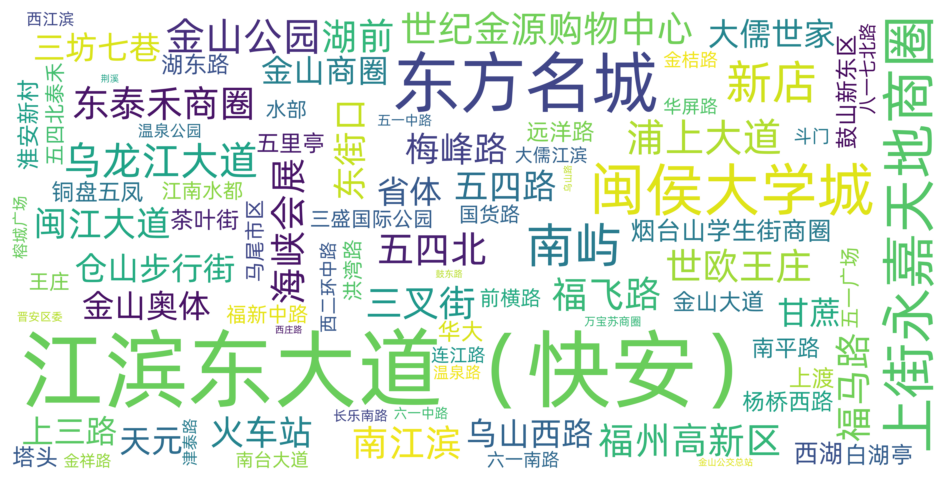 西江滨
三坊七巷
金山公园
湖前
世纪金源购物中心
大儒世家
湖东路
金山商圈
东方名城
金桔路
新店
鼓山新东区
八一七北路
上街永嘉天地商圈
淮安新村
五四北泰禾
荆溪
东泰禾商圈
水部
东街口
五一中路
华屏路
温泉公园
五里亭
梅峰路
远洋路
浦上大道
斗门
乌龙江大道
海峡会展
大儒江滨
铜盘五凤
江南水都
省体
五四路
乌山路
闽侯大学城
榕城广场
闽江大道
茶叶街
马尾市区
三盛国际公园
国货路
南屿
烟台山学生街商圈
王庄
仓山步行街
西二环中路
洪湾路
五四北
鼓东路
世欧王庄
五一广场
金山奥体
福新中路
三叉街
前横路
福飞路
金山大道
甘蔗
晋安区委
西庄路
华大
万宝苏商圈
江滨东大道（快安）
连江路
温泉路
南平路
上渡
杨桥西路
福马路
上三路
天元
津泰路
火车站
长乐南路
六一中路
南江滨
乌山西路
福州高新区
西湖
白湖亭
塔头
金祥路
南台大道
六一南路
金山公交总站